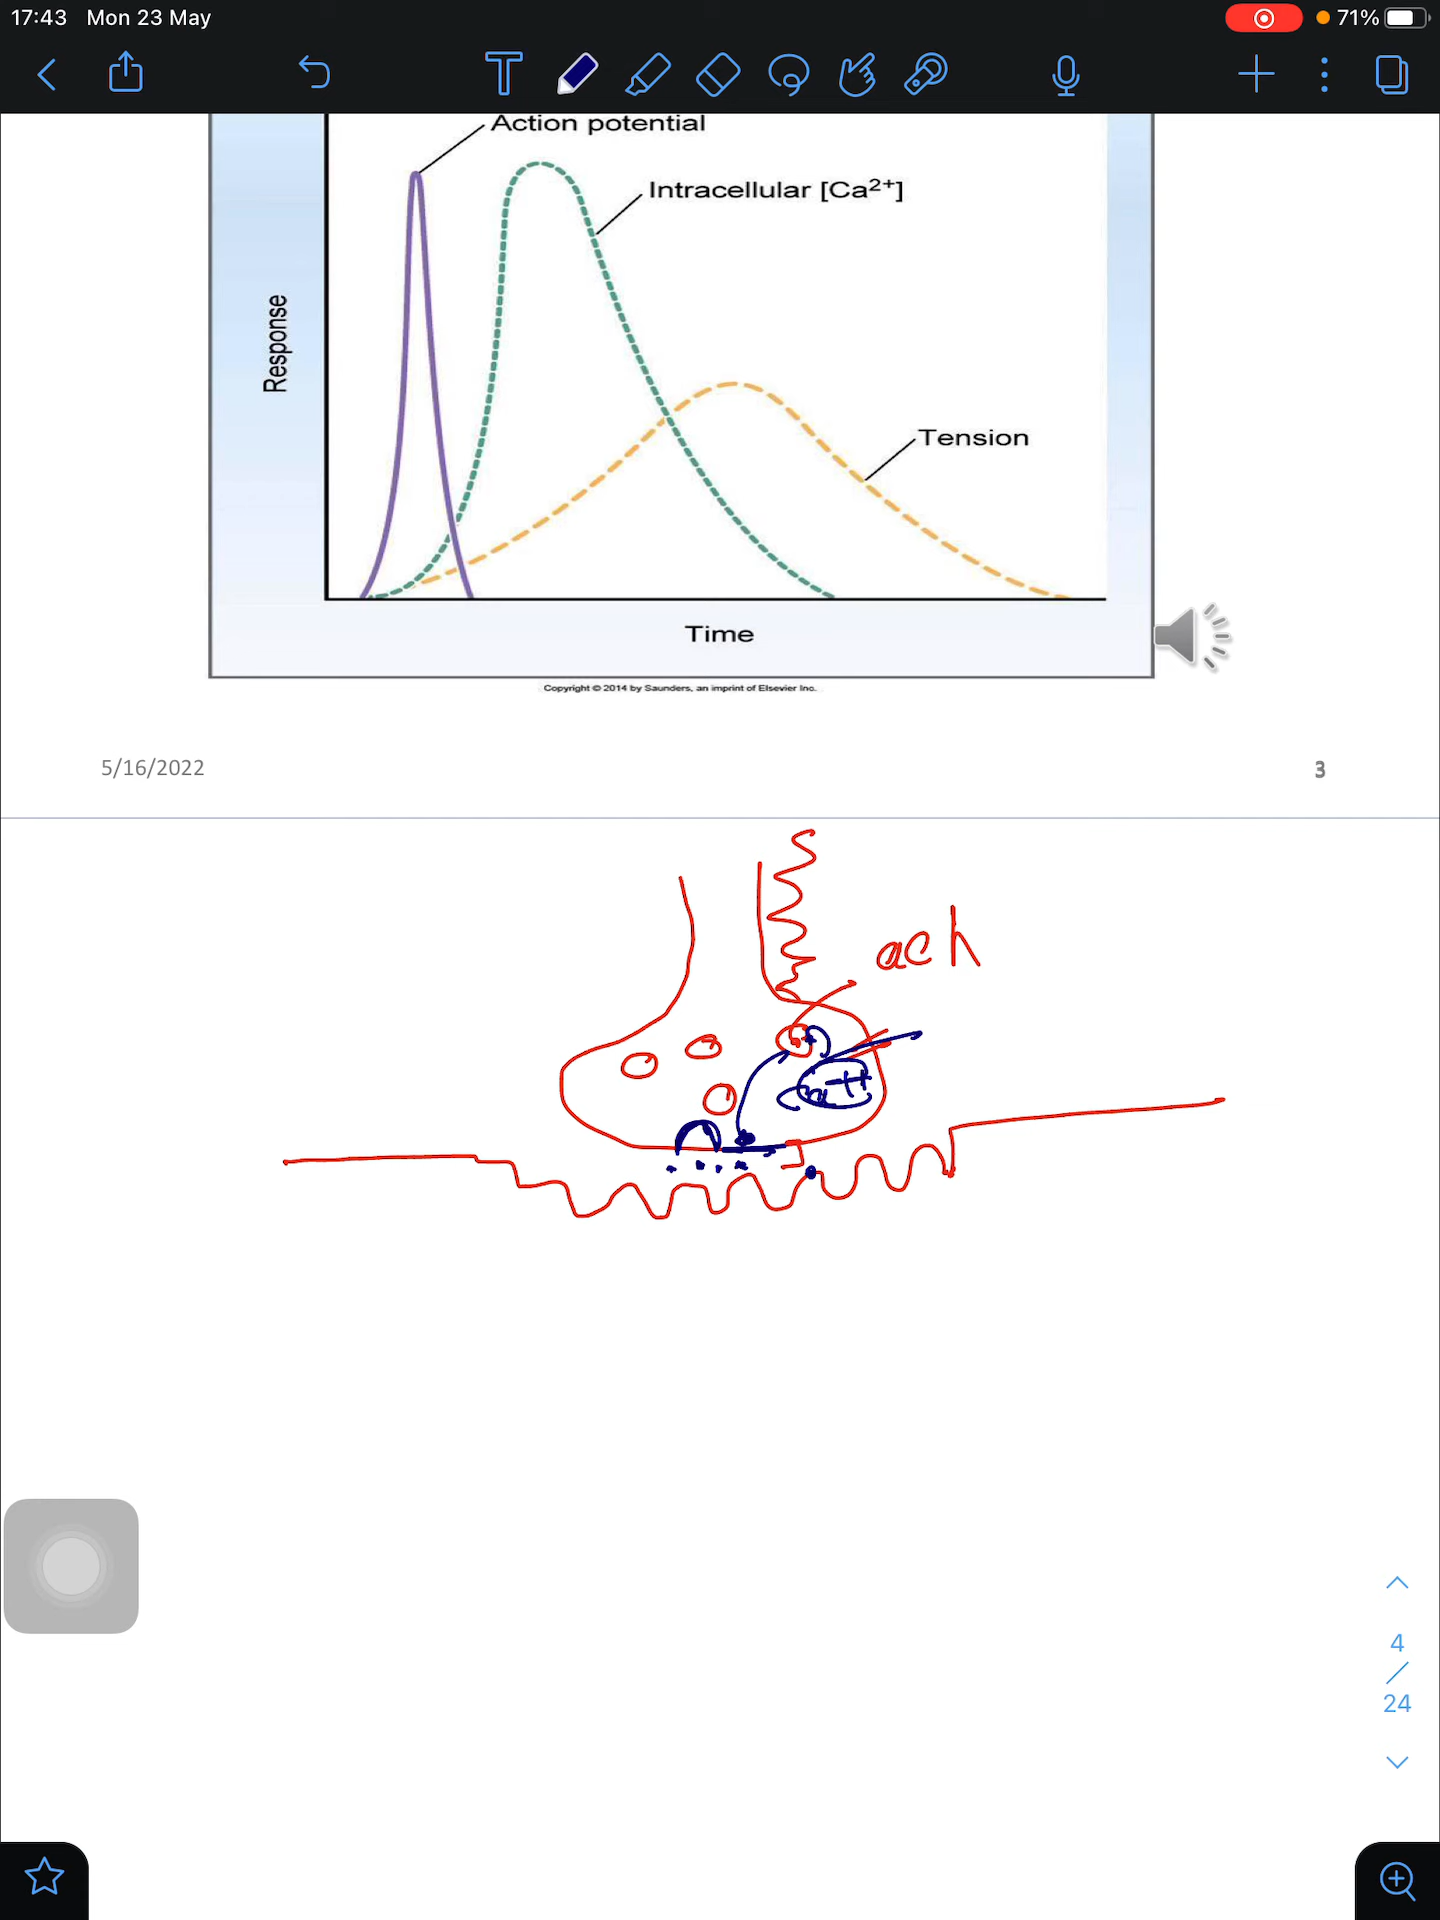 17:43 Mon 23 May
71%
T
Action potential
Intracellular [Ca²⁺]
Response
Tension
Time
Copyright © 2014 by Saunders, an imprint of Elsevier Inc.
5/16/2022
3
ach
4
/
24